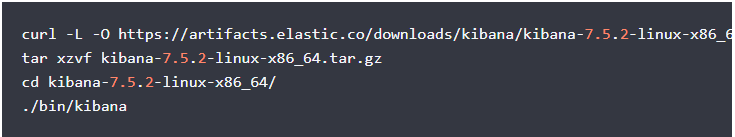 curl -L -O https://artifacts.elastic.co/downloads/kibana/kibana-7.5.2-linux-x86_6
tar xzvf kibana-7.5.2-linux-x86_64.tar.gz
cd kibana-7.5.2-linux-x86_64/
./bin/kibana